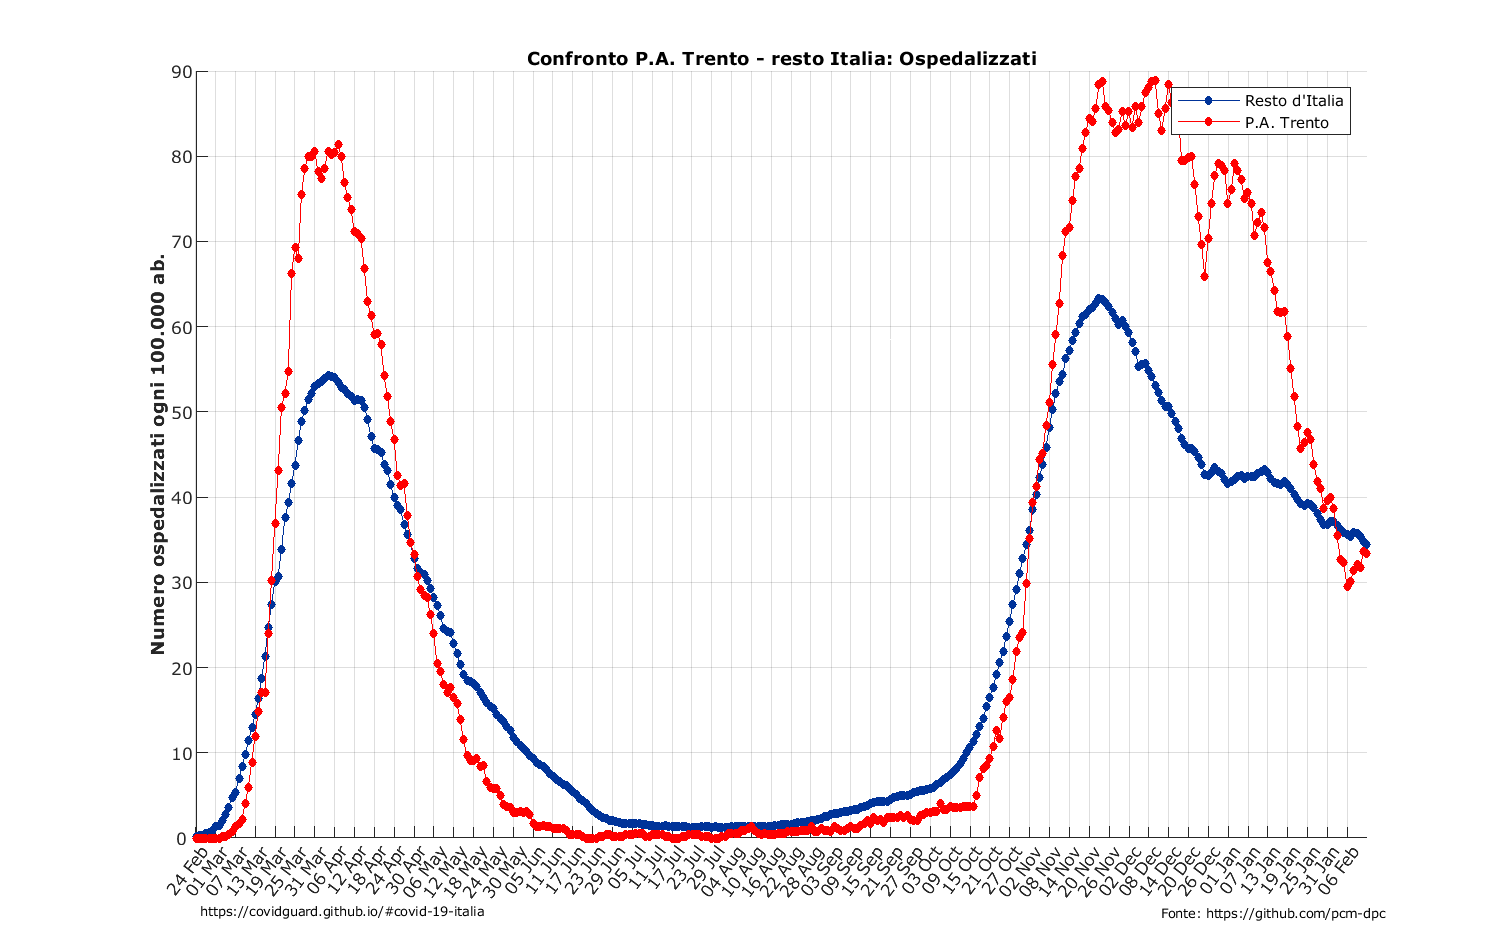 Confronto P.A. Trento - resto Italia: Ospedalizzati
Numero ospedalizzati ogni 100.000 ab.
90
80
70
60
50
40
30
20
10
0
Resto d'Italia
P.A. Trento
24 Feb
01 Mar
07 Mar
13 Mar
19 Mar
25 Mar
31 Mar
06 Apr
12 Apr
18 Apr
24 Apr
30 Apr
06 May
12 May
18 May
24 May
30 May
05 Jun
11 Jun
17 Jun
23 Jun
29 Jun
05 Jul
11 Jul
17 Jul
23 Jul
29 Jul
04 Aug
10 Aug
16 Aug
22 Aug
28 Aug
03 Sep
09 Sep
15 Sep
21 Sep
27 Sep
03 Oct
09 Oct
15 Oct
21 Oct
27 Oct
02 Nov
08 Nov
14 Nov
20 Nov
26 Nov
02 Dec
08 Dec
14 Dec
20 Dec
26 Dec
01 Jan
07 Jan
13 Jan
19 Jan
25 Jan
31 Jan
06 Feb
https://covidguard.github.io/#covid-19-italia
Fonte: https://github.com/pcm-dpc